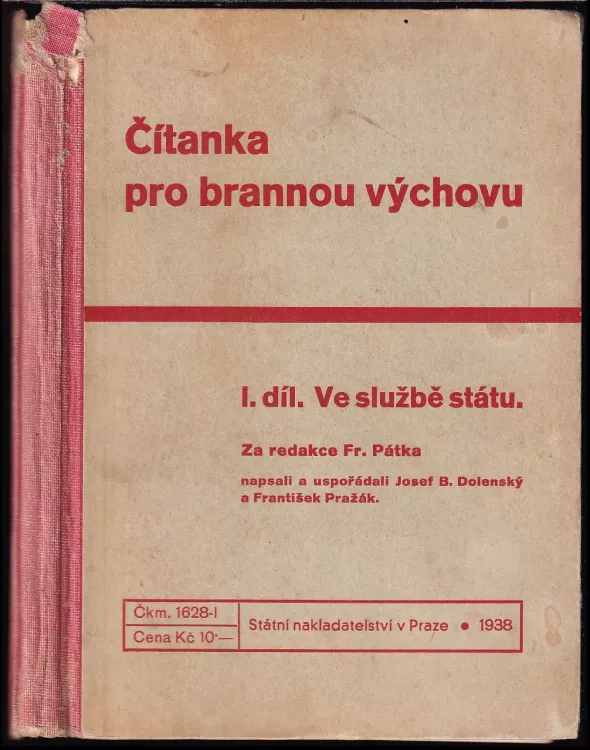 Čítanka
pro brannou výchovu
I. díl. Ve službě státu.
Za redakce Fr. Pátka
napsali a uspořádali Josef B. Dolenský
a František Pražák.
Čkm. 1628-I
Cena Kč 10·—
Státní nakladatelství v Praze • 1938